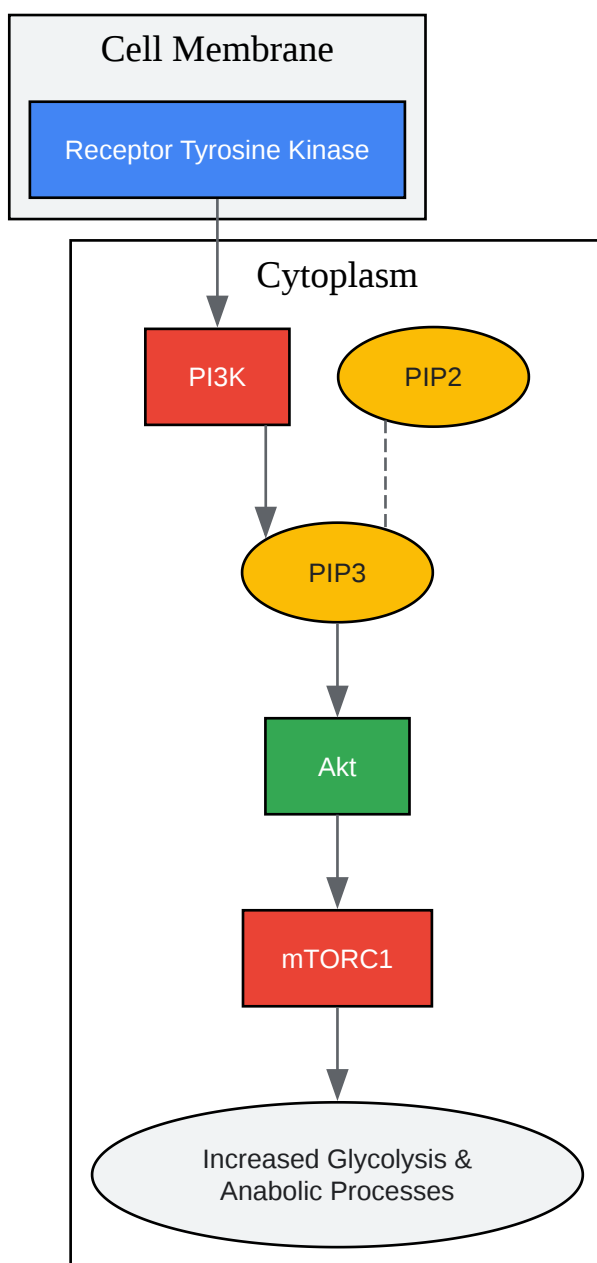 Cell Membrane
Receptor Tyrosine Kinase
Cytoplasm
PI3K
PIP2
PIP3
Akt
mTORC1
Increased Glycolysis &
Anabolic Processes